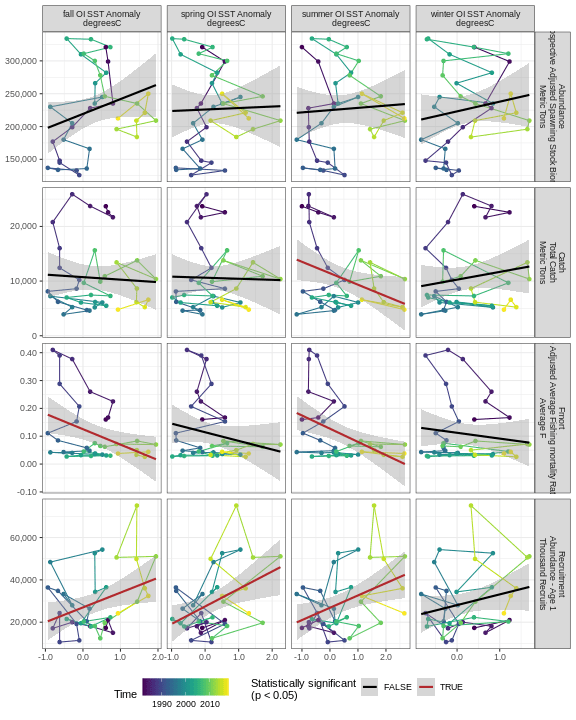 fall OI SST Anomaly
degreesC
spring OI SST Anomaly
degreesC
summer OI SST Anomaly
degreesC
winter OI SST Anomaly
degreesC
300,000
250,000
200,000
150,000
Abundance
Adjusted Spawning Stock
Metric Tons
20,000
10,000
0
Catch
Total Catch
Metric Tons
0.40
0.30
0.20
0.10
0.00
-0.10
Fmort
Adjusted Average Fishing mortality
Average F
60,000
40,000
20,000
Recruitment
Abundance - Age 1
Thousand Recruits
-1.0 0.0 1.0 2.0
-1.0 0.0 1.0 2.0
-1.0 0.0 1.0 2.0
0.0 1.0
Time
1990 2000 2010
Statistically significant
(p < 0.05)
FALSE
TRUE